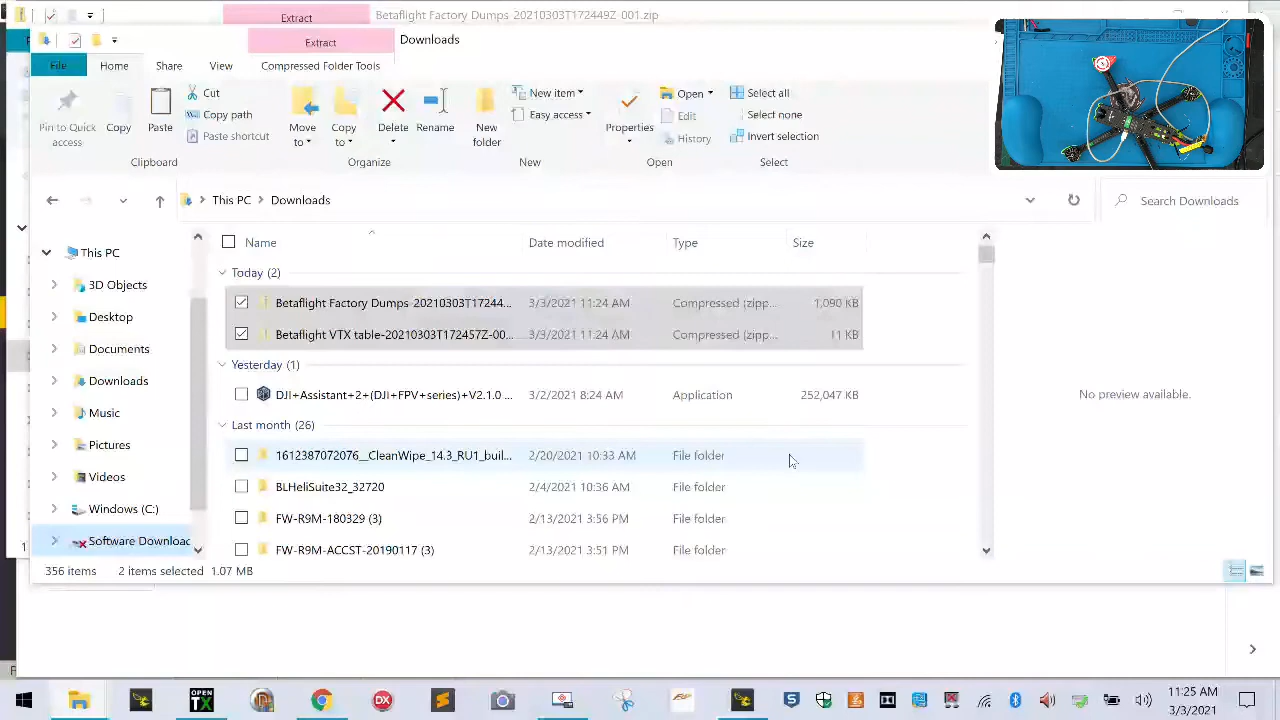 Extract Betaflight Factory Dumps 20210303T172449Z 001.zip
Extract Downloads
File Home Share View Compressed Folder Tools
Pin to Quick access
Copy
Paste
Cut
Copy path
Paste shortcut
Clipboard
Move to
Copy to
Delete
Rename
Organize
New folder
New item
Easy access
New
Properties
Open
Edit
History
Open
Select all
Select none
Invert selection
Select
This PC Downloads
Search Downloads
This PC
3D Objects
Desktop
Documents
Downloads
Music
Pictures
Videos
Windows (C:)
Software Downloac
Name Date modified Type Size
Today (2)
Betaflight Factory Dumps-20210303T17244... 3/3/2021 11:24 AM Compressed (zipp... 1,090 KB
Betaflight VTX table-20210303T172457Z-00... 3/3/2021 11:24 AM Compressed (zipp... 11 KB
Yesterday (1)
DJI+Assistant+2+(DJI+FPV+series)+V2.1.0 ... 3/2/2021 8:24 AM Application 252,047 KB
Last month (26)
1612387072076__CleanWipe_14.3_RU1_buil... 2/20/2021 10:33 AM File folder
BLHeliSuite32_32720 2/4/2021 10:36 AM File folder
FW-R9M-180329 (3) 2/13/2021 3:56 PM File folder
FW-R9M-ACCST-20190117 (3) 2/13/2021 3:51 PM File folder
No preview available.
356 items 2 items selected 1.07 MB
OPEN TX
DX
11:25 AM
3/3/2021